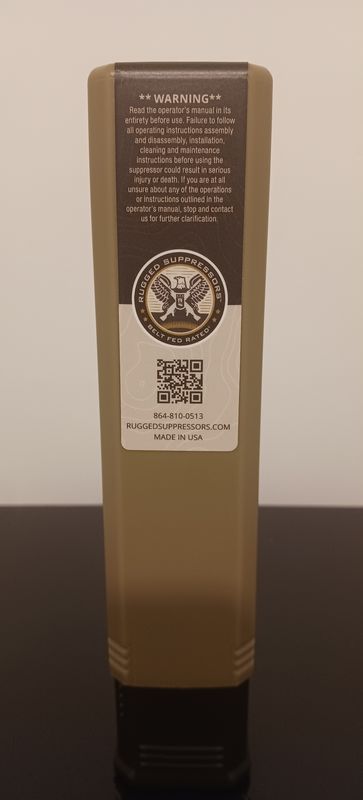 ** WARNING**
Read the operator's manual in its
entirety before use. Failure to follow
all operating instructions assembly
and disassembly, installation,
cleaning and maintenance
instructions before using the
suppressor could result in serious
injury or death. If you are at all
unsure about any of the operations
or instructions outlined in the
operator's manual, stop and contact
us for further clarification.
RUGGED SUPPRESSORS
BELT FED RATED
864-810-0513
RUGGEDSUPPRESSORS.COM
MADE IN USA